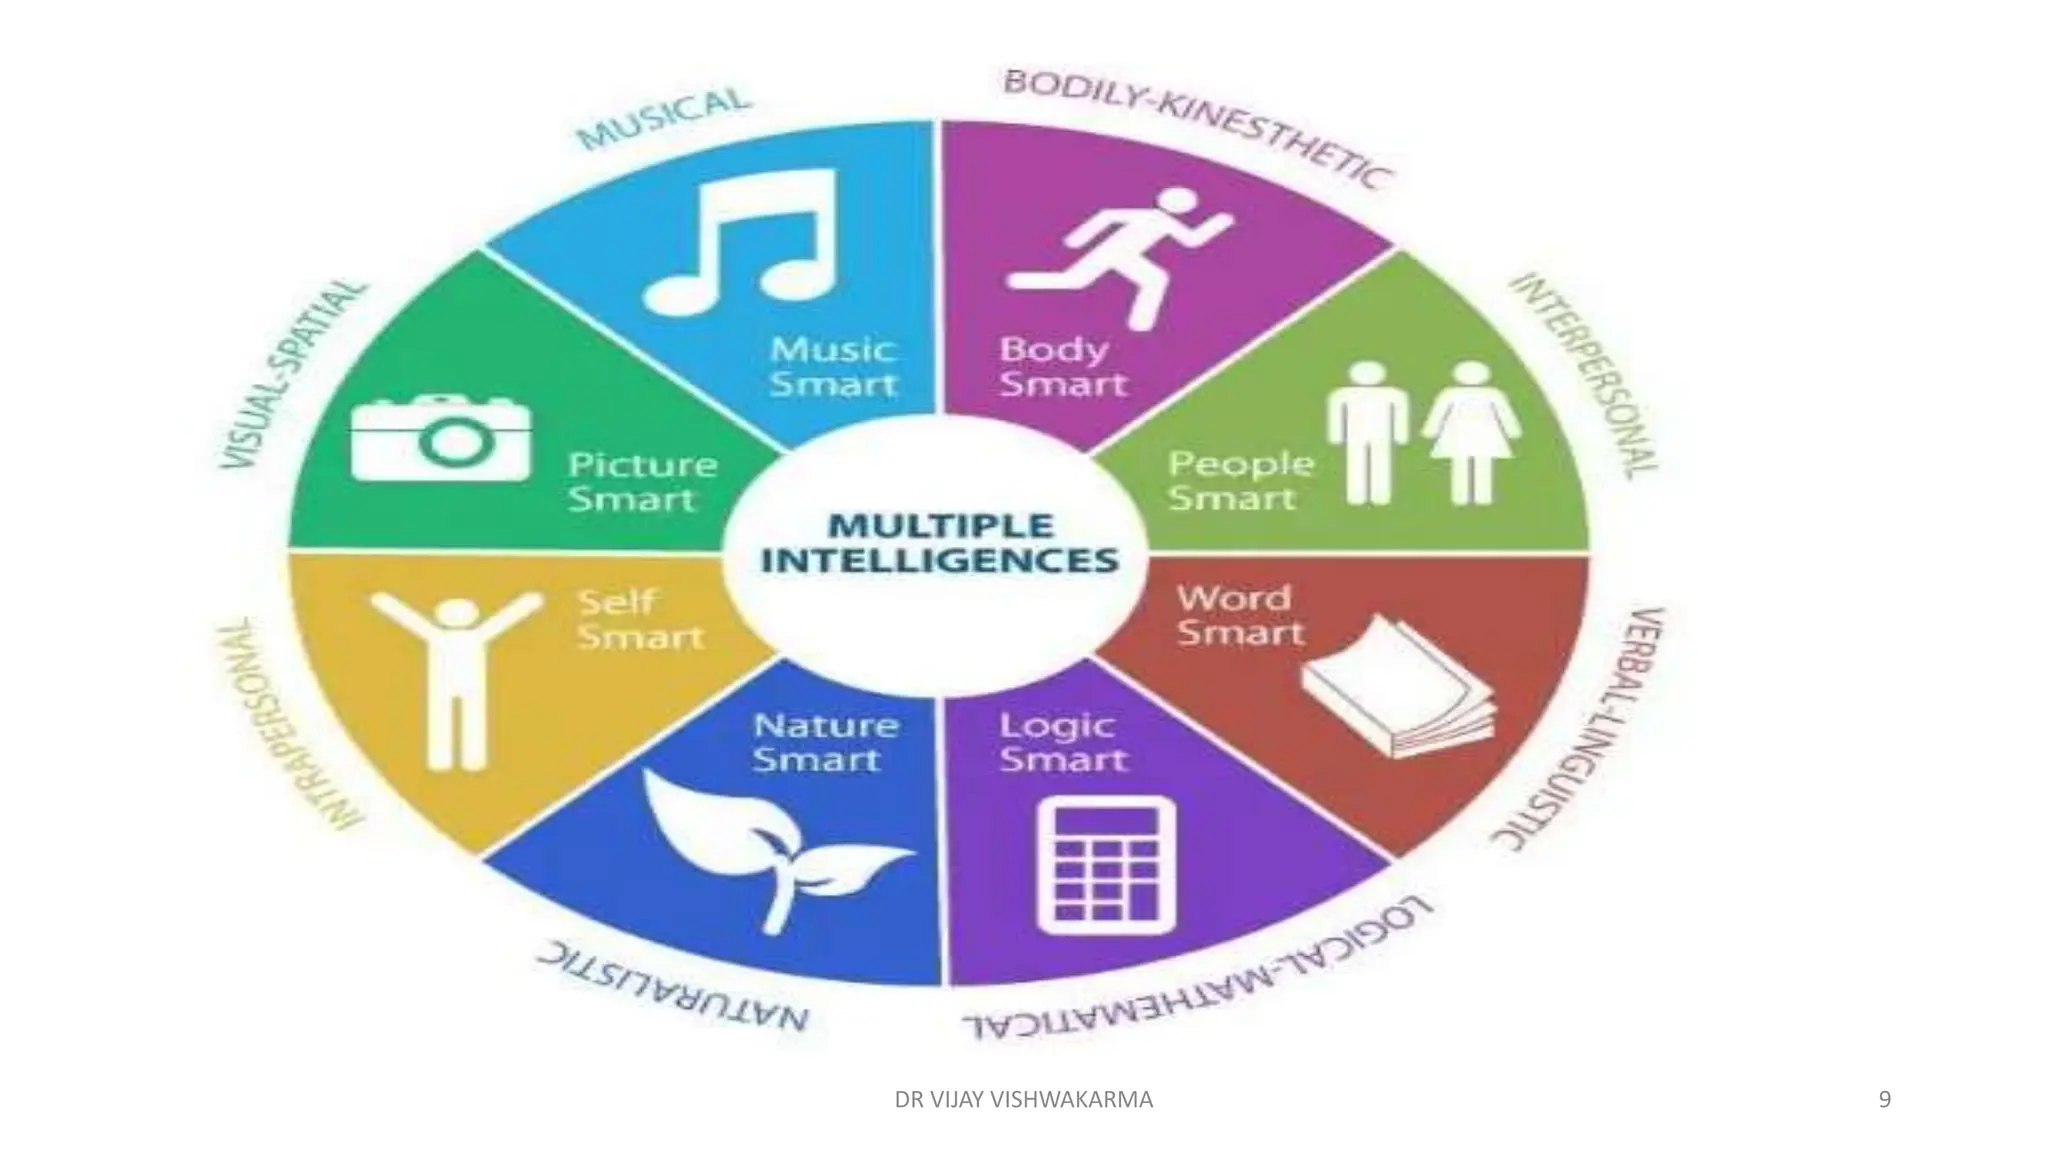 MUSICAL
BODILY-KINESTHETIC
INTERPERSONAL
VERBAL-LINGUISTIC
LOGICAL-MATHEMATICAL
NATURALISTIC
INTRAPERSONAL
VISUAL-SPATIAL
Music
Smart
Body
Smart
People
Smart
Word
Smart
Logic
Smart
Nature
Smart
Self
Smart
Picture
Smart
MULTIPLE
INTELLIGENCES
DR VIJAY VISHWAKARMA
9